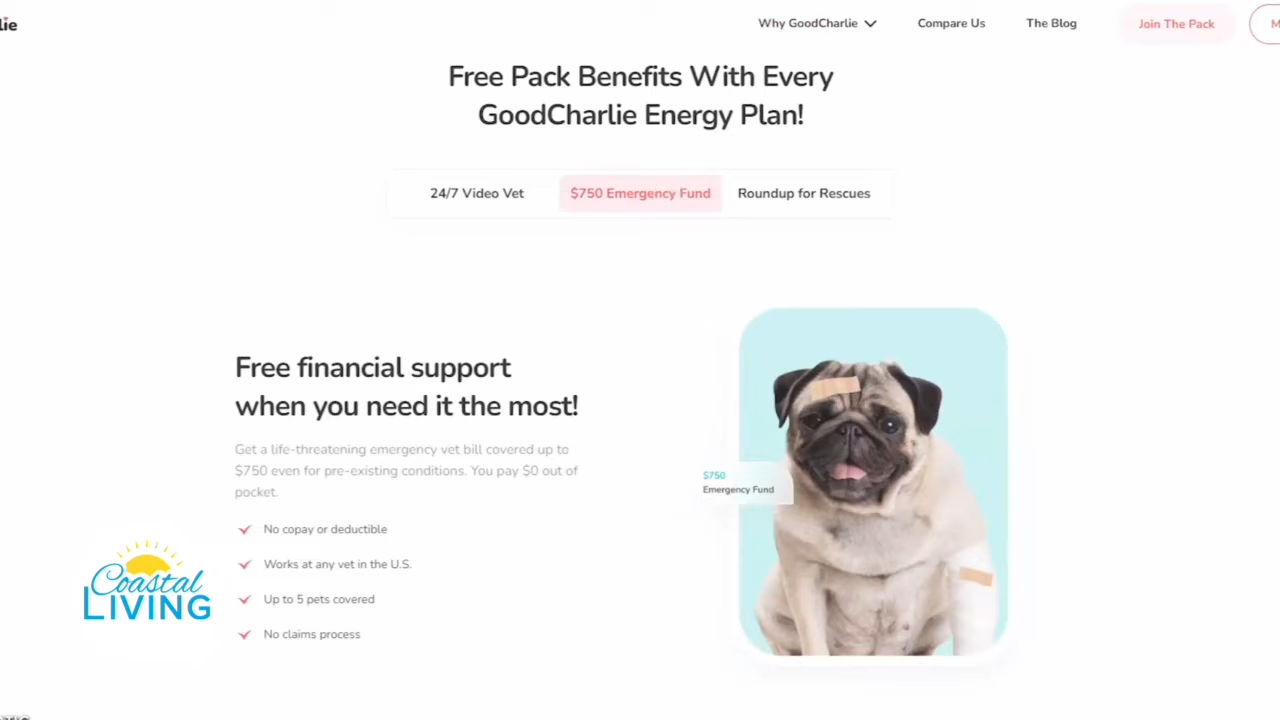 lie
Why GoodCharlie
Compare Us
The Blog
Join The Pack
M
Free Pack Benefits With Every
GoodCharlie Energy Plan!
24/7 Video Vet
$750 Emergency Fund
Roundup for Rescues
Free financial support
when you need it the most!
Get a life-threatening emergency vet bill covered up to
$750 even for pre-existing conditions. You pay $0 out of
pocket.
No copay or deductible
Works at any vet in the U.S.
Up to 5 pets covered
No claims process
$750
Emergency Fund
Coastal
LIVING